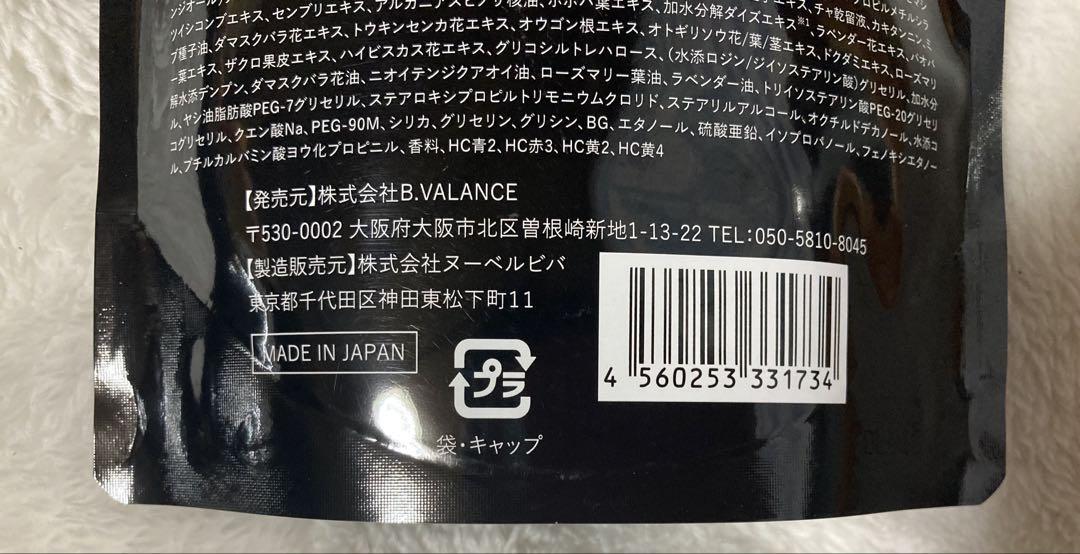 ツイシコンブエキス、センブリエキス、アルガニアスピノサ核油、ホホバ葉エキス、加水分解ダイズエキス※1、ラベンダー花エキス、バオバ
ブ種子油、ダマスクバラ花エキス、トウキンセンカ花エキス、オウゴン根エキス、オトギリソウ花/葉/茎エキス、ドクダミエキス、ローズマリ
ー葉エキス、ザクロ果皮エキス、ハイビスカス花エキス、グリコシルトレハロース、(水添ロジン/ジイソステアリン酸)グリセリル、加水分
解水添デンプン、ダマスクバラ花油、ニオイテンジクアオイ油、ローズマリー葉油、ラベンダー油、トリイソステアリン酸PEG-20グリセリ
ル、ヤシ油脂肪酸PEG-7グリセリル、ステアロキシプロピルトリモニウムクロリド、ステアリルアルコール、オクチルドデカノール、水添コ
コグリセリル、クエン酸Na、PEG-90M、シリカ、グリセリン、グリシン、BG、エタノール、硫酸亜鉛、イソプロパノール、フェノキシエタノー
ル、ブチルカルバミン酸ヨウ化プロピニル、香料、HC青2、HC赤3、HC黄2、HC黄4
【発売元】株式会社B.VALANCE
〒530-0002 大阪府大阪市北区曽根崎新地1-13-22 TEL:050-5810-8045
【製造販売元】株式会社ヌーベルビバ
東京都千代田区神田東松下町11
MADE IN JAPAN
プラ
袋・キャップ
4 560253 331734